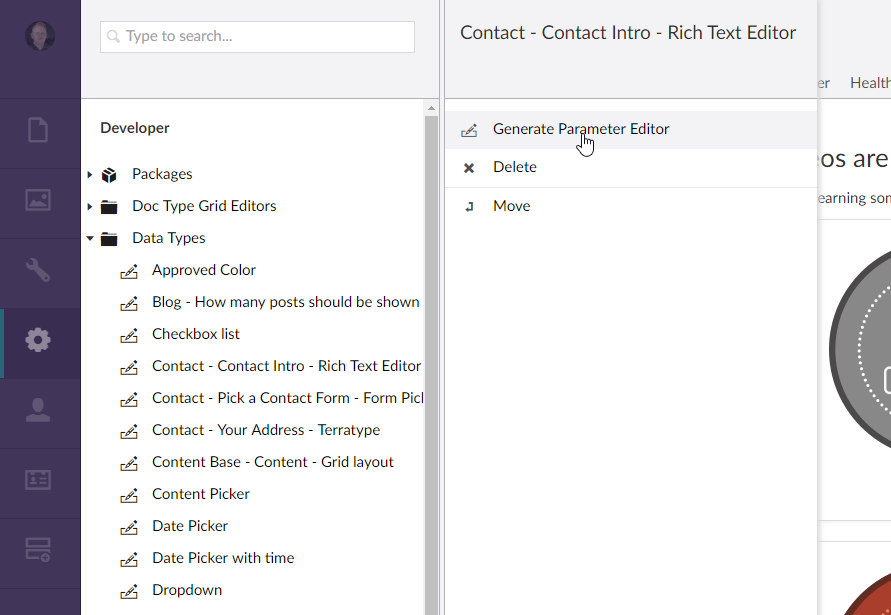 Type to search...
Developer
Packages
Doc Type Grid Editors
Data Types
Approved Color
Blog - How many posts should be shown
Checkbox list
Contact - Contact Intro - Rich Text Editor
Contact - Pick a Contact Form - Form Pick
Contact - Your Address - Terratype
Content Base - Content - Grid layout
Content Picker
Date Picker
Date Picker with time
Dropdown
Contact - Contact Intro - Rich Text Editor
Generate Parameter Editor
Delete
Move
er Health
eos are
earning som